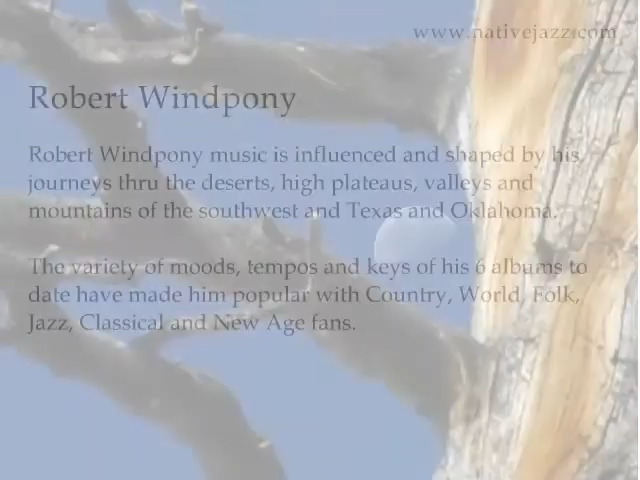 www.nativejazz.com
Robert Windpony
Robert Windpony music is influenced and shaped by his
journeys thru the deserts, high plateaus, valleys and
mountains of the southwest and Texas and Oklahoma.
The variety of moods, tempos and keys of his 6 albums to
date have made him popular with Country, World, Folk,
Jazz, Classical and New Age fans.